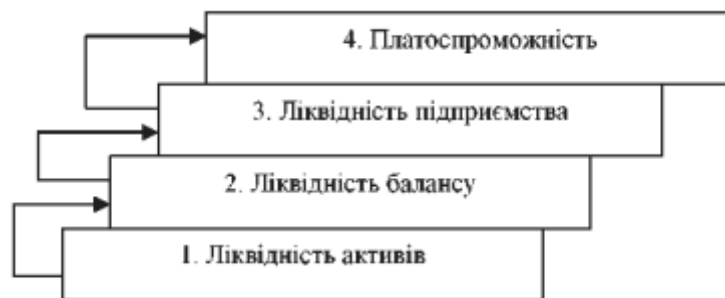 4. Платоспроможність
3. Ліквідність підприємства
2. Ліквідність балансу
1. Ліквідність активів